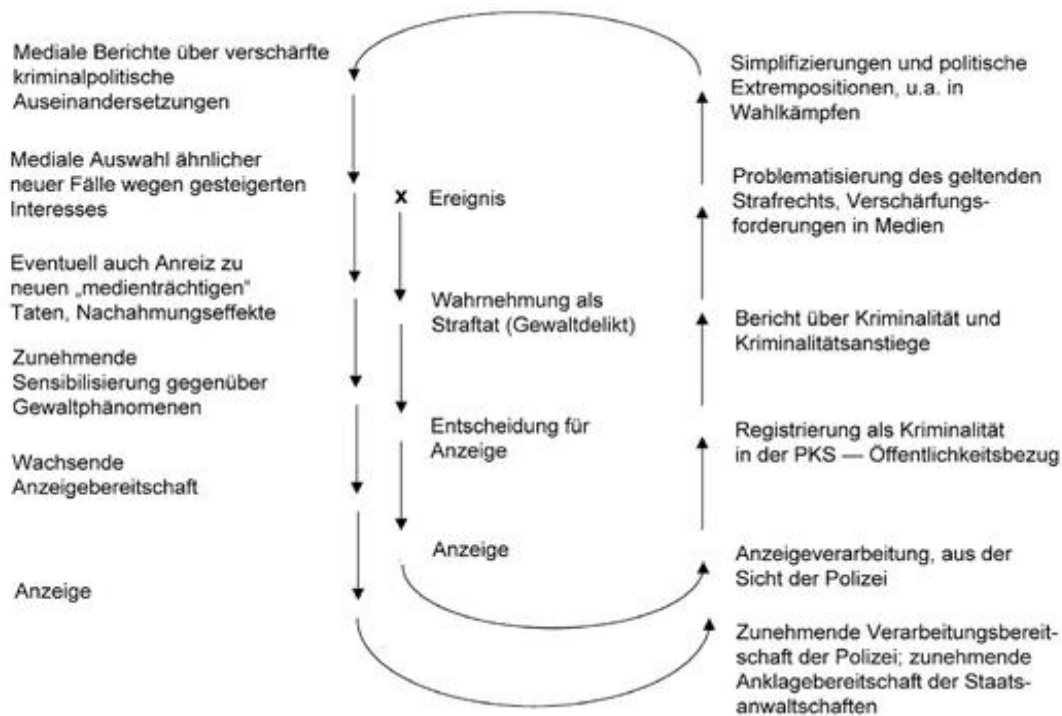 Mediale Berichte über verschärfte
kriminalpolitische
Auseinandersetzungen
Mediale Auswahl ähnlicher
neuer Fälle wegen gesteigerten
Interesses
Eventuell auch Anreiz zu
neuen „medienträchtigen“
Taten, Nachahmungseffekte
Zunehmende
Sensibilisierung gegenüber
Gewaltphänomenen
Wachsende
Anzeigebereitschaft
Anzeige
x Ereignis
Wahrnehmung als
Straftat (Gewaltdelikt)
Entscheidung für
Anzeige
Anzeige
Simplifizierungen und politische
Extrempositionen, u.a. in
Wahlkämpfen
Problematisierung des geltenden
Strafrechts, Verschärfungs-
forderungen in Medien
Bericht über Kriminalität und
Kriminalitätsanstiege
Registrierung als Kriminalität
in der PKS — Öffentlichkeitsbezug
Anzeigeverarbeitung, aus der
Sicht der Polizei
Zunehmende Verarbeitungsbereit-
schaft der Polizei; zunehmende
Anklagebereitschaft der Staats-
anwaltschaften